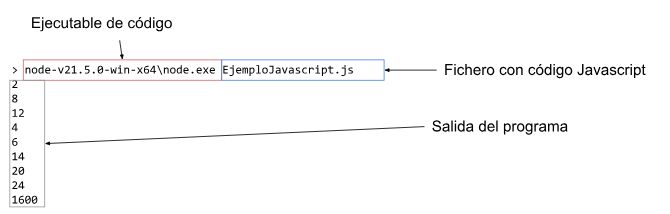 Ejecutable de código
> node-v21.5.0-win-x64\node.exe EjemploJavascript.js
Fichero con código Javascript
2
8
12
4
6
14
20
24
1600
Salida del programa